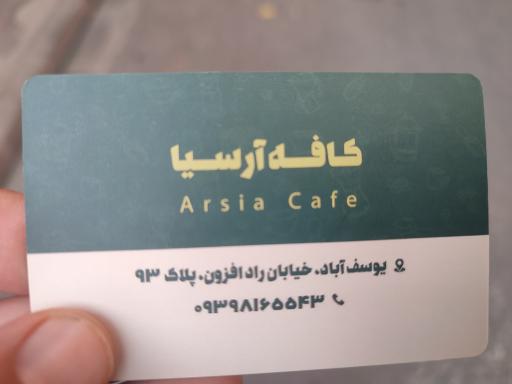 کافه آرسیا
Arsia Cafe
یوسف آباد، خیابان راد افزون، پلاک ۹۳
۰۹۳۹۸۱۶۵۵۴۳